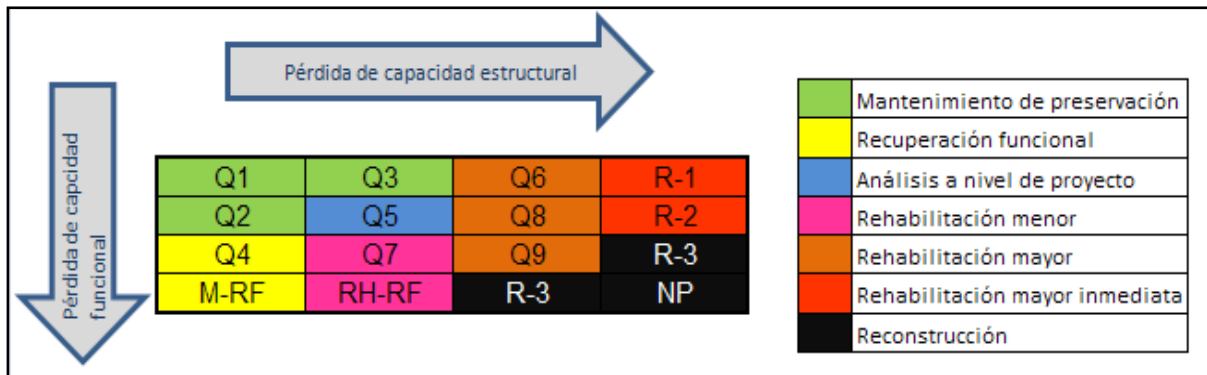 Pérdida de capacidad estructural
Pérdida de capcidad
funcional
Q1 Q3 Q6 R-1
Q2 Q5 Q8 R-2
Q4 Q7 Q9 R-3
M-RF RH-RF R-3 NP
Mantenimiento de preservación
Recuperación funcional
Análisis a nivel de proyecto
Rehabilitación menor
Rehabilitación mayor
Rehabilitación mayor inmediata
Reconstrucción